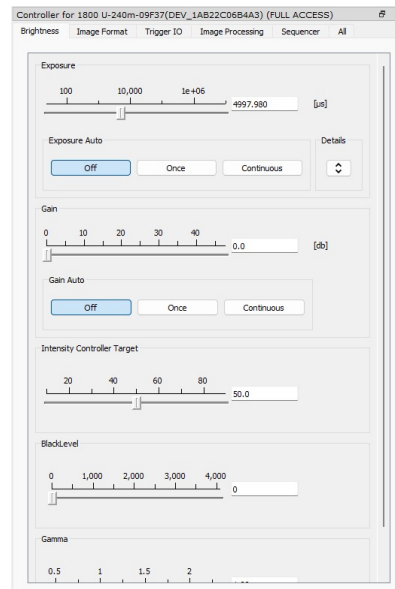 Controller for 1800 U-240m-09F37(DEV_1AB22C06B4A3) (FULL ACCESS)
Brightness Image Format Trigger IO Image Processing Sequencer All
Exposure
100 10,000 1e+06
4997.980 [µs]
Exposure Auto Details
Off Once Continuous
Gain
0 10 20 30 40
0.0 [db]
Gain Auto
Off Once Continuous
Intensity Controller Target
20 40 60 80
50.0
BlackLevel
0 1,000 2,000 3,000 4,000
0
Gamma
0.5 1 1.5 2